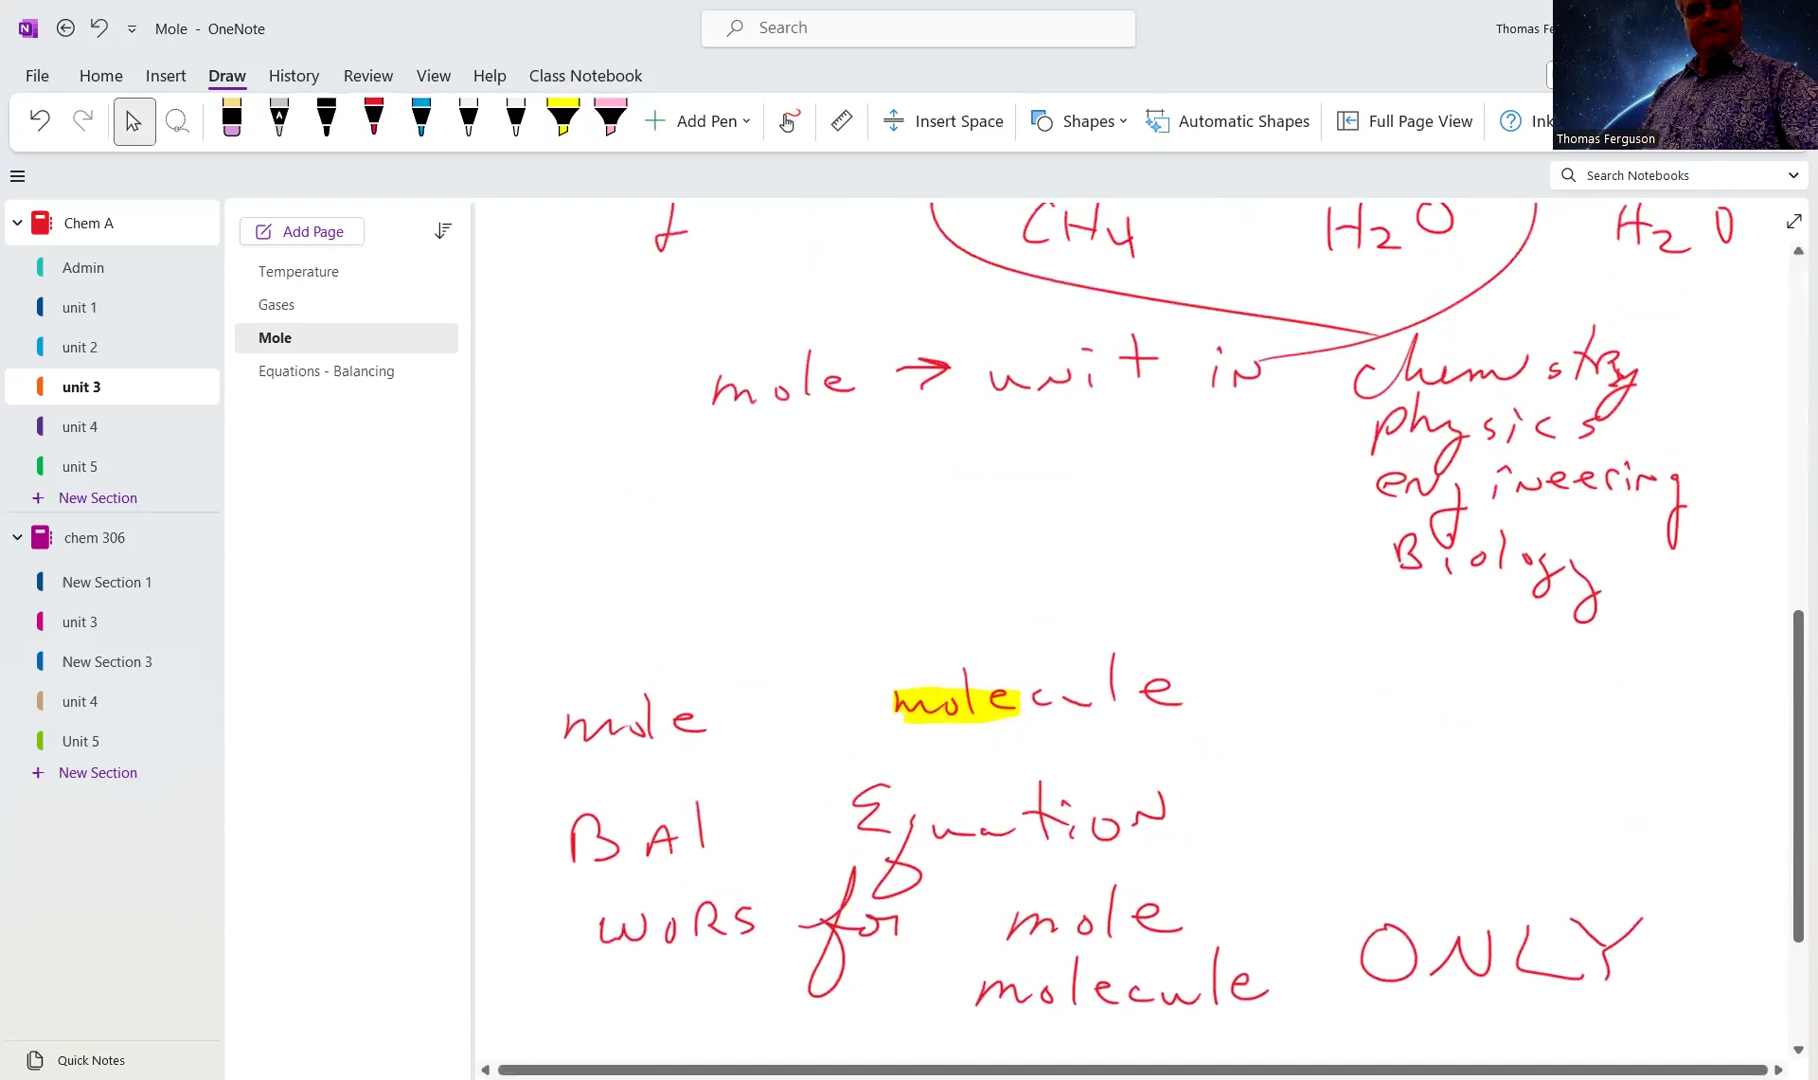 Mole - OneNote
Search
Thomas Fe
Thomas Ferguson
File Home Insert Draw History Review View Help Class Notebook
Add Pen
Insert Space
Shapes
Automatic Shapes
Full Page View
Ink
Search Notebooks
Chem A
Admin
unit 1
unit 2
unit 3
unit 4
unit 5
New Section
chem 306
New Section 1
unit 3
New Section 3
unit 4
Unit 5
New Section
Quick Notes
Add Page
Temperature
Gases
Mole
Equations - Balancing
CH4 H2O H2O
mole → unit in chemistry
physics
engineering
Biology
mole molecule
BAl Equation
WORS for mole
molecule ONLY